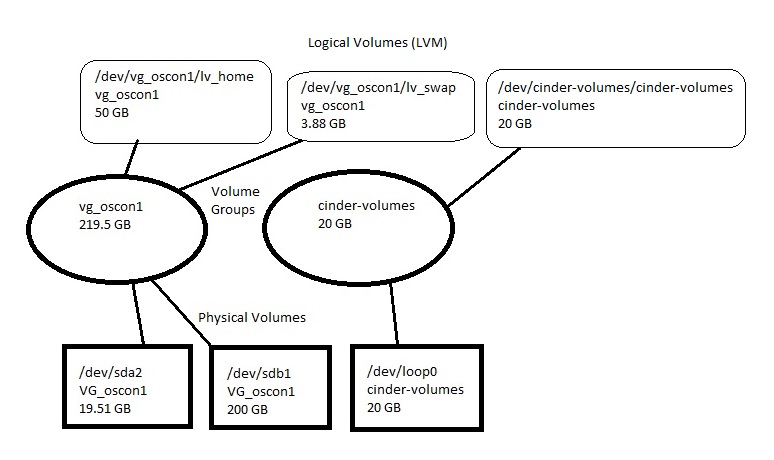 Logical Volumes (LVM)
/dev/vg_oscon1/lv_home
vg_oscon1
50 GB
/dev/vg_oscon1/lv_swap
vg_oscon1
3.88 GB
/dev/cinder-volumes/cinder-volumes
cinder-volumes
20 GB
vg_oscon1
219.5 GB
Volume
Groups
cinder-volumes
20 GB
Physical Volumes
/dev/sda2
VG_oscon1
19.51 GB
/dev/sdb1
VG_oscon1
200 GB
/dev/loop0
cinder-volumes
20 GB